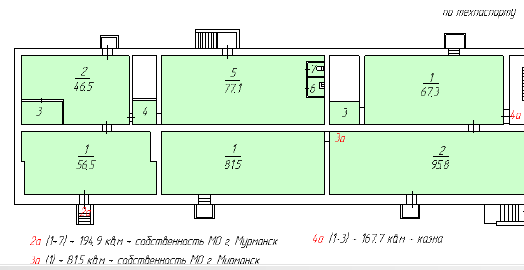 по техпаспорту
2 46.5
5 77.1
7
6
1 67,3
3
4
3
4а
3а
1 56,5
1 81.5
2 95.8
2а (1-7) - 194,9 кв.м - собственность МО г. Мурманск
4а (1-3) - 167.7 кв.м - казна
3а (1) - 81.5 кв.м - собственность МО г. Мурманск